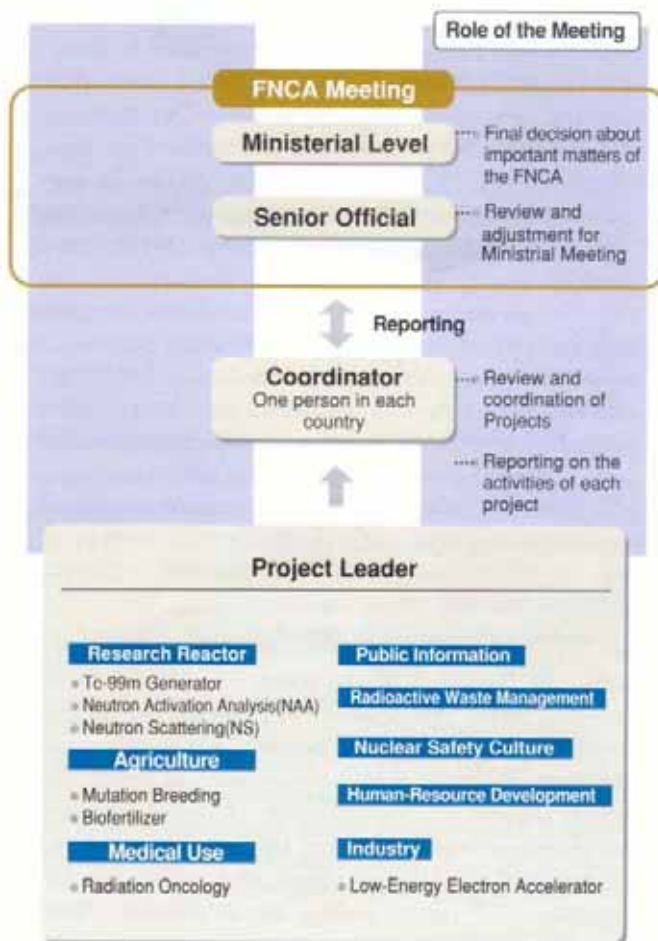 Role of the Meeting
FNCA Meeting
Ministerial Level
Final decision about
important matters of
the FNCA
Senior Official
Review and
adjustment for
Ministrial Meeting
Reporting
Coordinator
One person in each
country
Review and
coordination of
Projects
Reporting on the
activities of each
project
Project Leader
Research Reactor
Tc-99m Generator
Neutron Activation Analysis(NAA)
Neutron Scattering(NS)
Agriculture
Mutation Breeding
Biofertilizer
Medical Use
Radiation Oncology
Public Information
Radioactive Waste Management
Nuclear Safety Culture
Human-Resource Development
Industry
Low-Energy Electron Accelerator